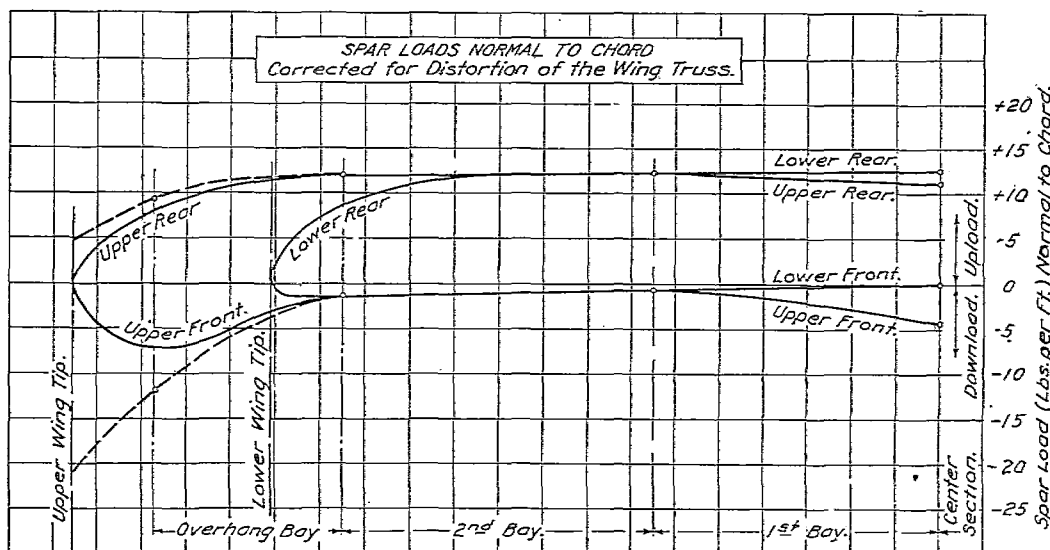 SPAR LOADS NORMAL TO CHORD
Corrected for Distortion of the Wing Truss.
+20
+15
+10
-5
0
-5
-10
-15
-20
-25
Spar Load (Lbs. per Ft.) Normal to Chord.
Upload.
Download.
Lower Rear.
Upper Rear.
Lower Front.
Upper Front.
Upper Rear
Lower Rear
Upper Front.
Upper Wing Tip.
Lower Wing Tip.
Center
Section.
Overhang Bay
2nd Bay.
1st Bay.